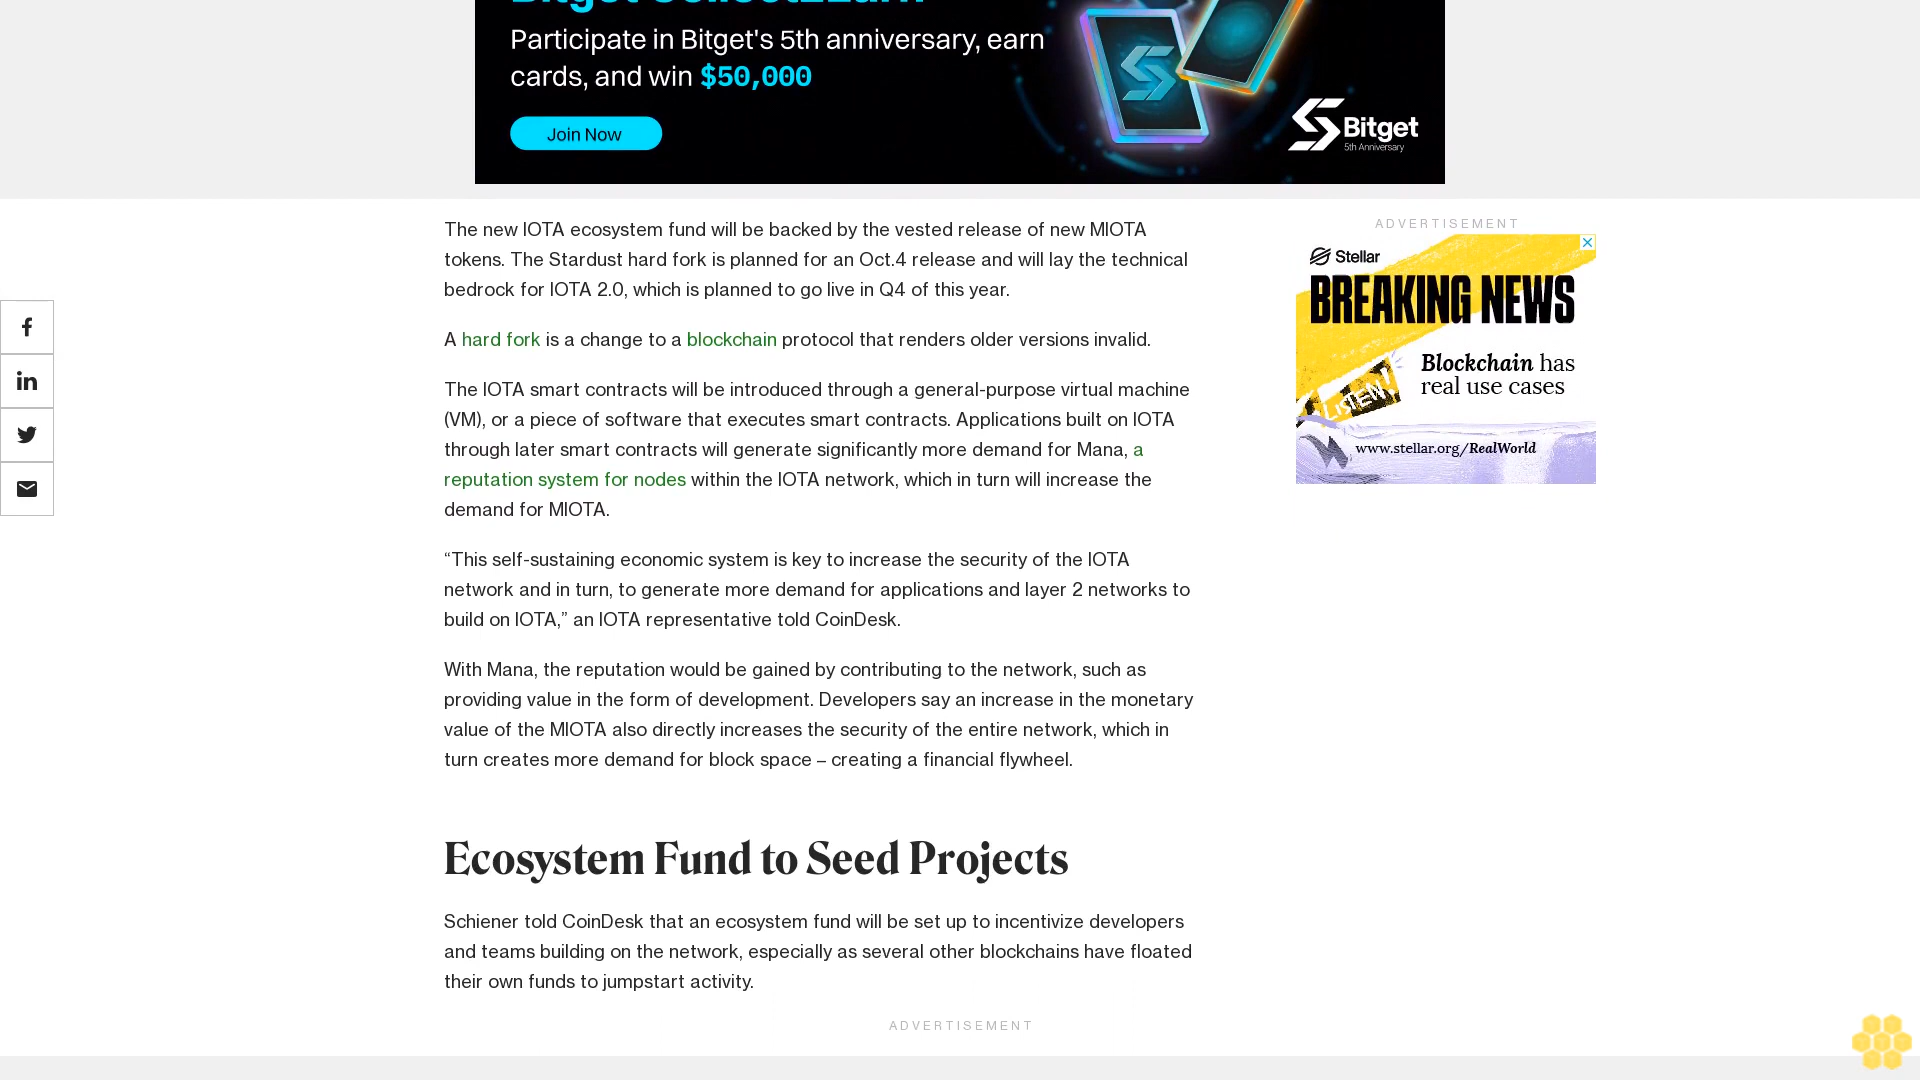 Participate in Bitget's 5th anniversary, earn
cards, and win $50,000
Join Now
Bitget
5th Anniversary
The new IOTA ecosystem fund will be backed by the vested release of new MIOTA
tokens. The Stardust hard fork is planned for an Oct.4 release and will lay the technical
bedrock for IOTA 2.0, which is planned to go live in Q4 of this year.
A hard fork is a change to a blockchain protocol that renders older versions invalid.
The IOTA smart contracts will be introduced through a general-purpose virtual machine
(VM), or a piece of software that executes smart contracts. Applications built on IOTA
through later smart contracts will generate significantly more demand for Mana, a
reputation system for nodes within the IOTA network, which in turn will increase the
demand for MIOTA.
“This self-sustaining economic system is key to increase the security of the IOTA
network and in turn, to generate more demand for applications and layer 2 networks to
build on IOTA,” an IOTA representative told CoinDesk.
With Mana, the reputation would be gained by contributing to the network, such as
providing value in the form of development. Developers say an increase in the monetary
value of the MIOTA also directly increases the security of the entire network, which in
turn creates more demand for block space – creating a financial flywheel.
Ecosystem Fund to Seed Projects
Schiener told CoinDesk that an ecosystem fund will be set up to incentivize developers
and teams building on the network, especially as several other blockchains have floated
their own funds to jumpstart activity.
ADVERTISEMENT
ADVERTISEMENT
Stellar
BREAKING NEWS
Blockchain has
real use cases
LISTEN!
www.stellar.org/RealWorld